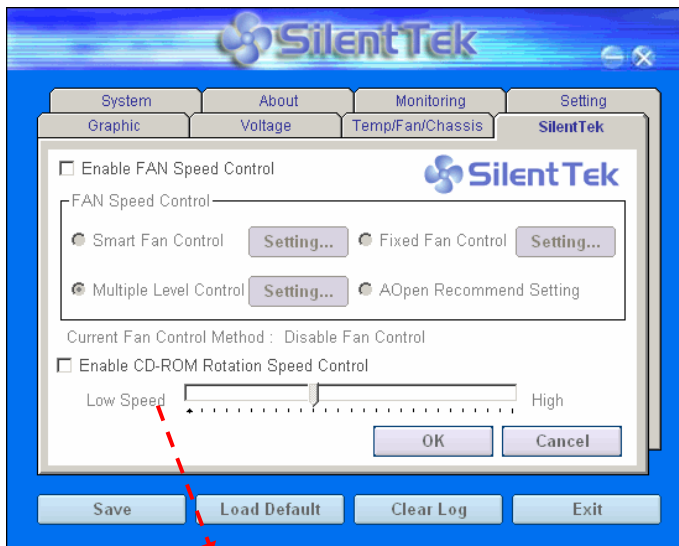 SilentTek
System About Monitoring Setting
Graphic Voltage Temp/Fan/Chassis SilentTek
Enable FAN Speed Control
SilentTek
FAN Speed Control
Smart Fan Control Setting... Fixed Fan Control Setting...
Multiple Level Control Setting... AOpen Recommend Setting
Current Fan Control Method : Disable Fan Control
Enable CD-ROM Rotation Speed Control
Low Speed High
OK Cancel
Save Load Default Clear Log Exit